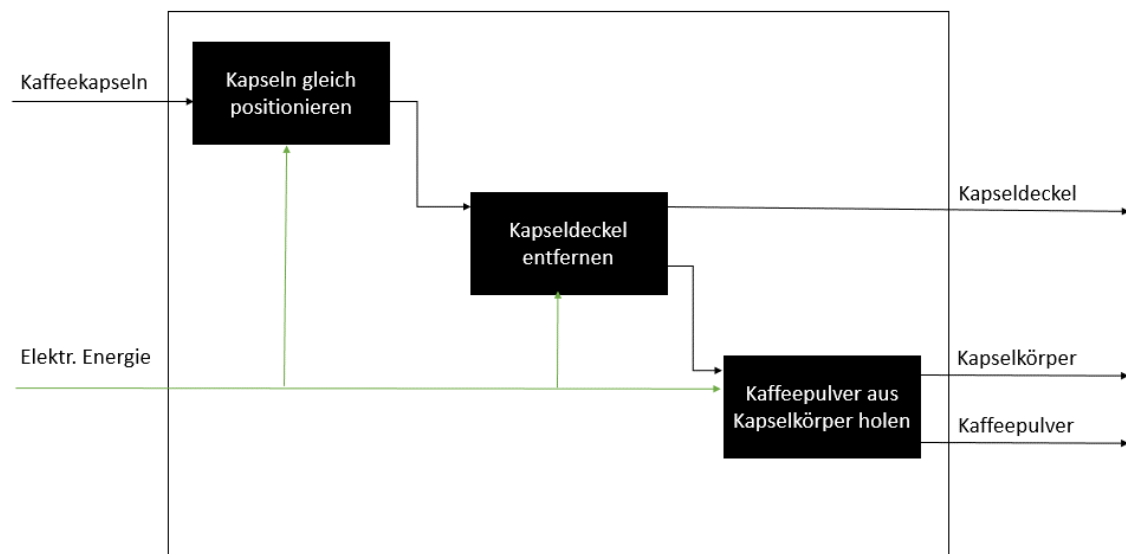 Kaffeekapseln
Kapseln gleich
positionieren
Kapseldeckel
entfernen
Kapseldeckel
Elektr. Energie
Kaffeepulver aus
Kapselkörper holen
Kapselkörper
Kaffeepulver